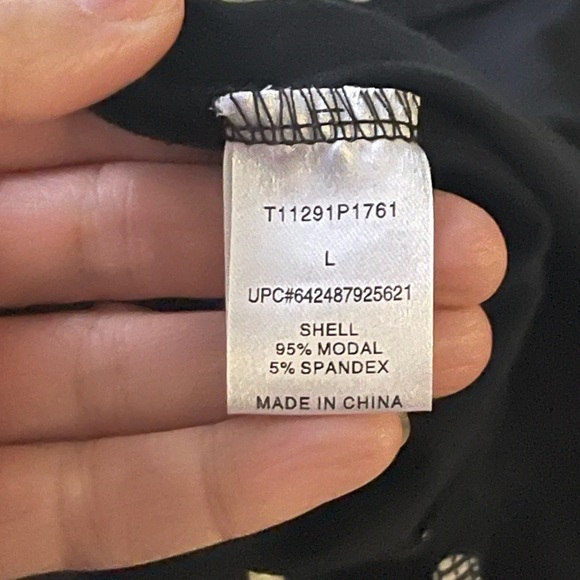 T11291P1761
L
UPC#642487925621
SHELL
95% MODAL
5% SPANDEX
MADE IN CHINA